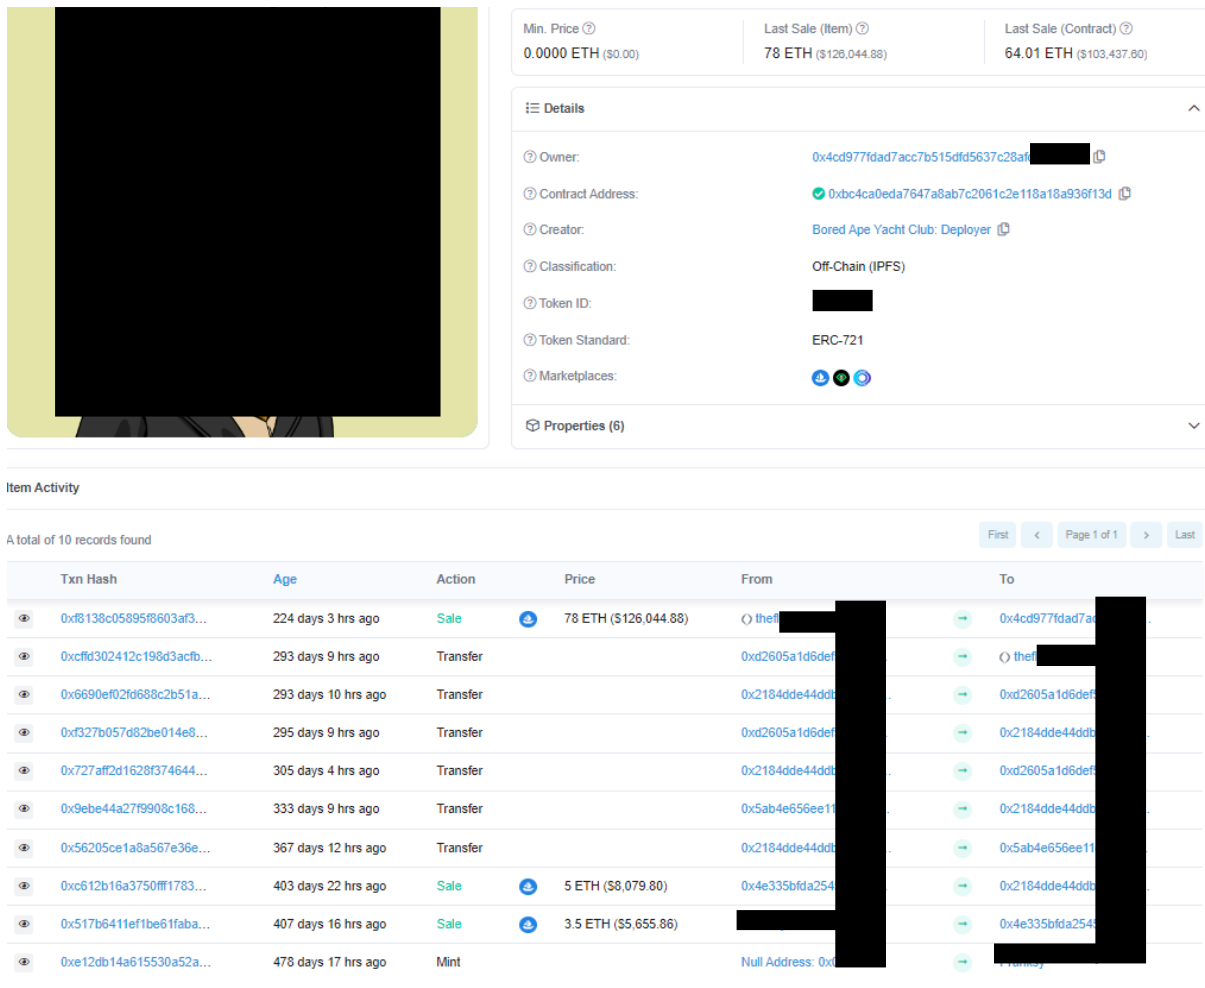 Min. Price Last Sale (Item) Last Sale (Contract)
0.0000 ETH ($0.00) 78 ETH ($126,044.88) 64.01 ETH ($103,437.60)
Details
Owner: 0x4cd977fdad7acc7b515dfd5637c28af
Contract Address: 0xbc4ca0eda7647a8ab7c2061c2e118a18a936f13d
Creator: Bored Ape Yacht Club: Deployer
Classification: Off-Chain (IPFS)
Token ID:
Token Standard: ERC-721
Marketplaces:
Properties (6)
Item Activity
A total of 10 records found First < Page 1 of 1 > Last
Txn Hash Age Action Price From To
0xf8138c05895f8603af3... 224 days 3 hrs ago Sale 78 ETH ($126,044.88) thef 0x4cd977fdad7a
0xcffd302412c198d3acfb... 293 days 9 hrs ago Transfer 0xd2605a1d6def thef
0x6690ef02fd688c2b51a... 293 days 10 hrs ago Transfer 0x2184dde44ddb 0xd2605a1d6def
0xf327b057d82be014e8... 295 days 9 hrs ago Transfer 0xd2605a1d6def 0x2184dde44ddb
0x727aff2d1628f374644... 305 days 4 hrs ago Transfer 0x2184dde44ddb 0xd2605a1d6def
0x9ebe44a27f9908c168... 333 days 9 hrs ago Transfer 0x5ab4e656ee11 0x2184dde44ddb
0x56205ce1a8a567e36e... 367 days 12 hrs ago Transfer 0x2184dde44ddb 0x5ab4e656ee11
0xc612b16a3750fff1783... 403 days 22 hrs ago Sale 5 ETH ($8,079.80) 0x4e335bfda254 0x2184dde44ddb
0x517b6411ef1be61faba... 407 days 16 hrs ago Sale 3.5 ETH ($5,655.86) 0x4e335bfda254
0xe12db14a615530a52a... 478 days 17 hrs ago Mint Null Address: 0x0